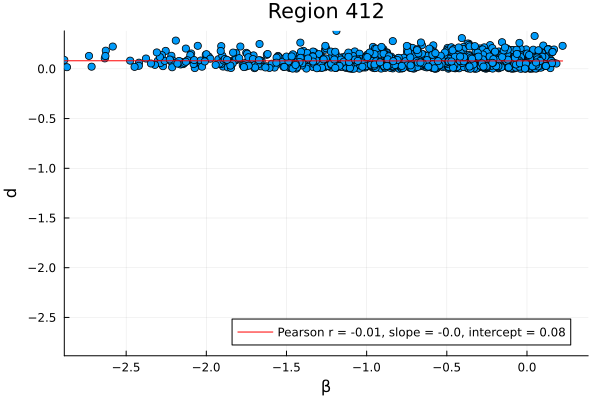 Region 412
0.0
−0.5
−1.0
−1.5
−2.0
−2.5
d
Pearson r = -0.01, slope = -0.0, intercept = 0.08
−2.5 −2.0 −1.5 −1.0 −0.5 0.0
β